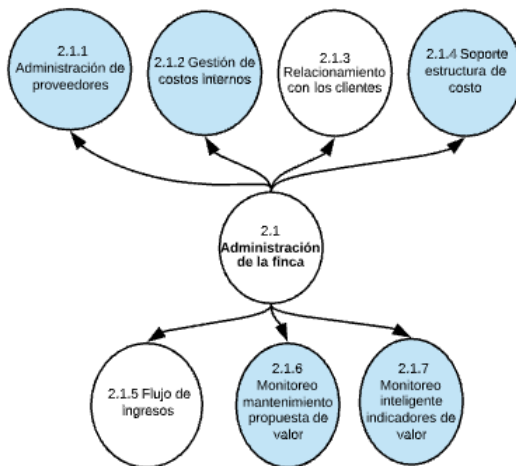 2.1.1
Administración de
proveedores
2.1.2 Gestión de
costos internos
2.1.3
Relacionamiento
con los clientes
2.1.4 Soporte
estructura de
costo
2.1
Administración
de la finca
2.1.5 Flujo de
ingresos
2.1.6
Monitoreo
mantenimiento
propuesta de
valor
2.1.7
Monitoreo
inteligente
indicadores de
valor